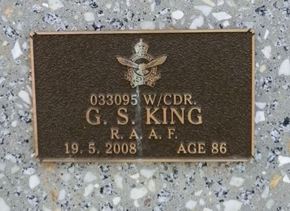 033095 W/CDR.
G. S. KING
R. A. A. F.
19. 5. 2008 AGE 86